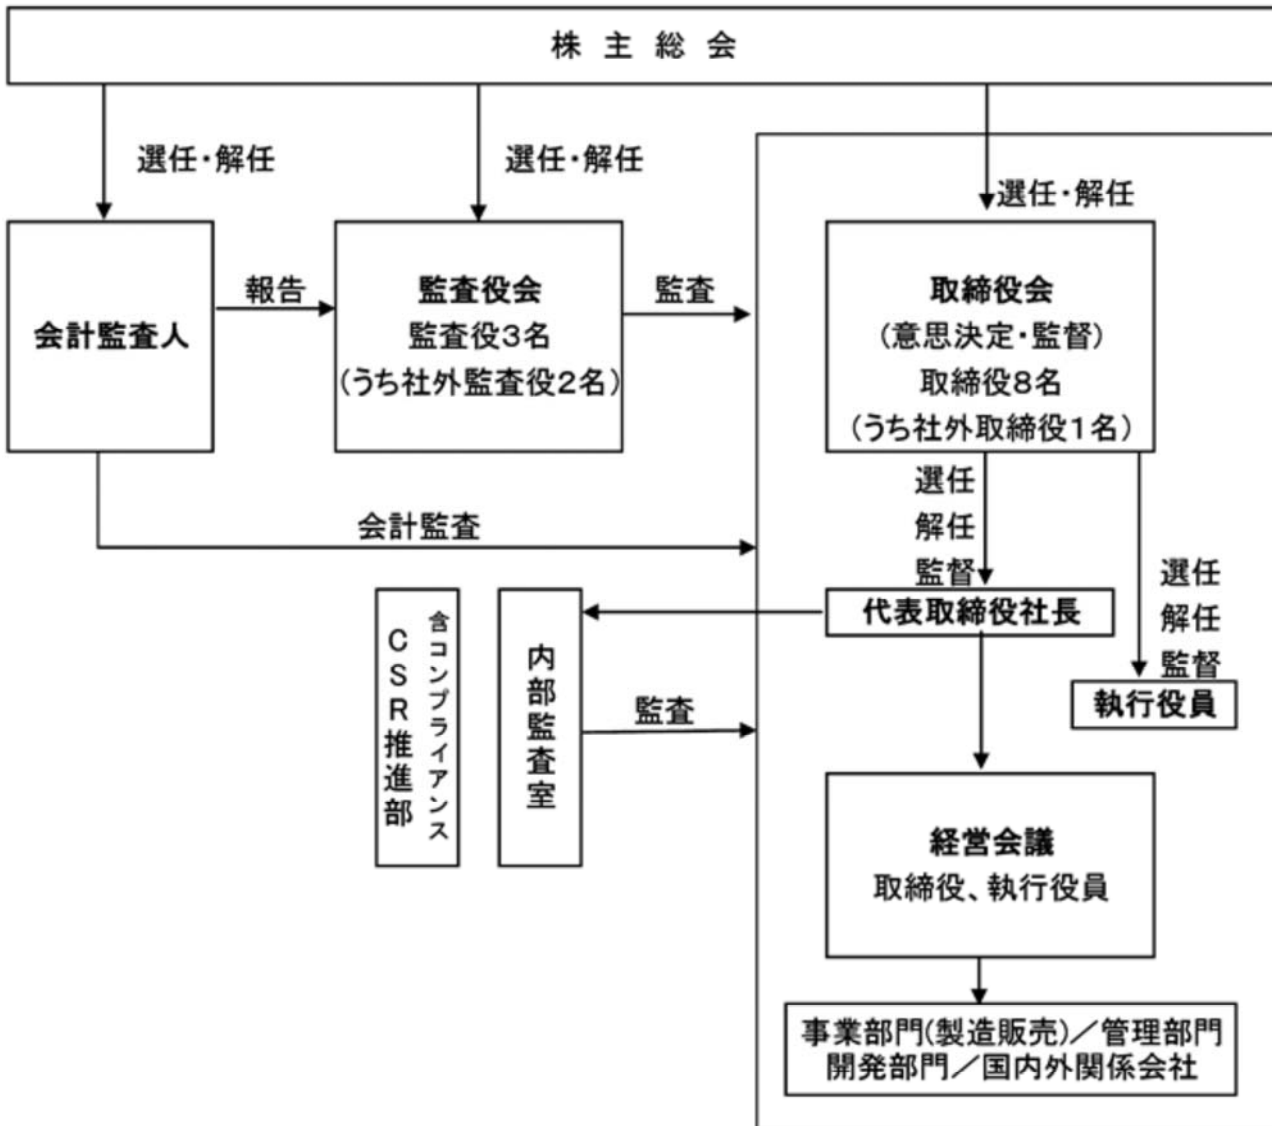 株 主 総 会
選任・解任
選任・解任
選任・解任
会計監査人
報告
監査役会
監査役3名
(うち社外監査役2名)
監査
取締役会
(意思決定・監督)
取締役8名
(うち社外取締役1名)
選任
解任
監督
会計監査
選任
解任
監督
代表取締役社長
執行役員
含コンプライアンス
CSR推進部
内部監査室
監査
経営会議
取締役、執行役員
事業部門(製造販売)/管理部門
開発部門/国内外関係会社